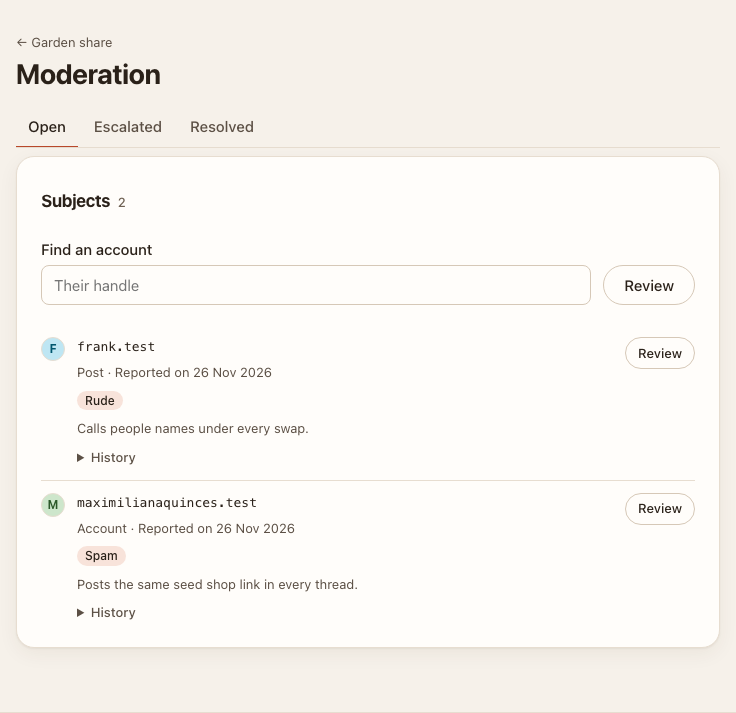 ← Garden share
Moderation
Open Escalated Resolved
Subjects 2
Find an account
Their handle Review
F frank.test Review
Post · Reported on 26 Nov 2026
Rude
Calls people names under every swap.
▶ History
M maximilianaquinces.test Review
Account · Reported on 26 Nov 2026
Spam
Posts the same seed shop link in every thread.
▶ History